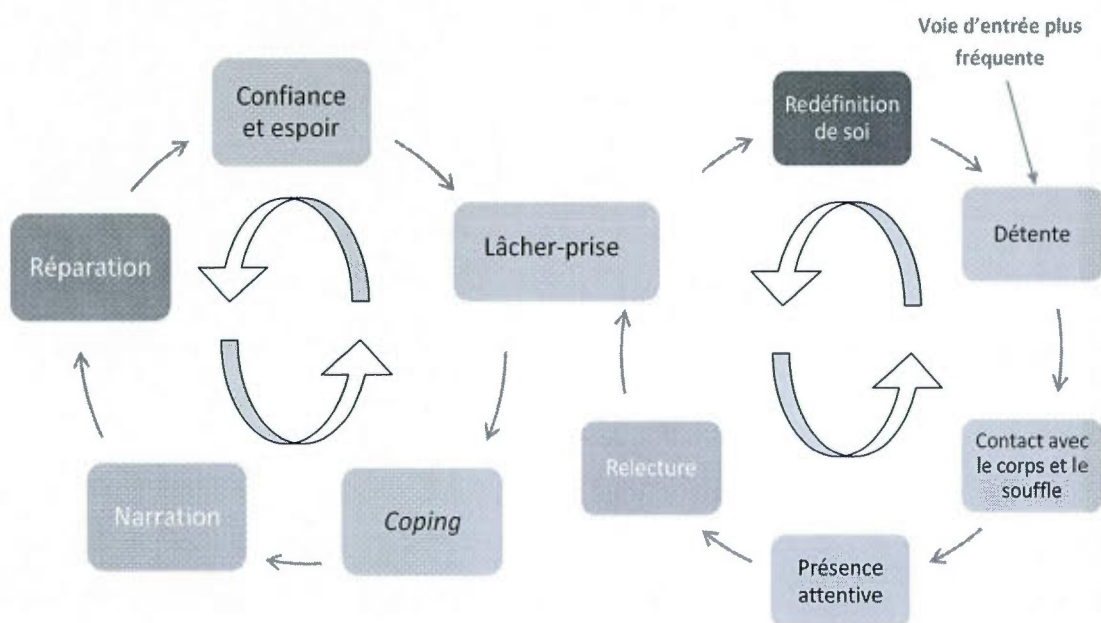 Voie d'entrée plus
fréquente
Confiance
et espoir
Redéfinition
de soi
Lâcher-prise
Détente
Réparation
Contact avec
le corps et le
souffle
Relecture
Narration
Coping
Présence
attentive